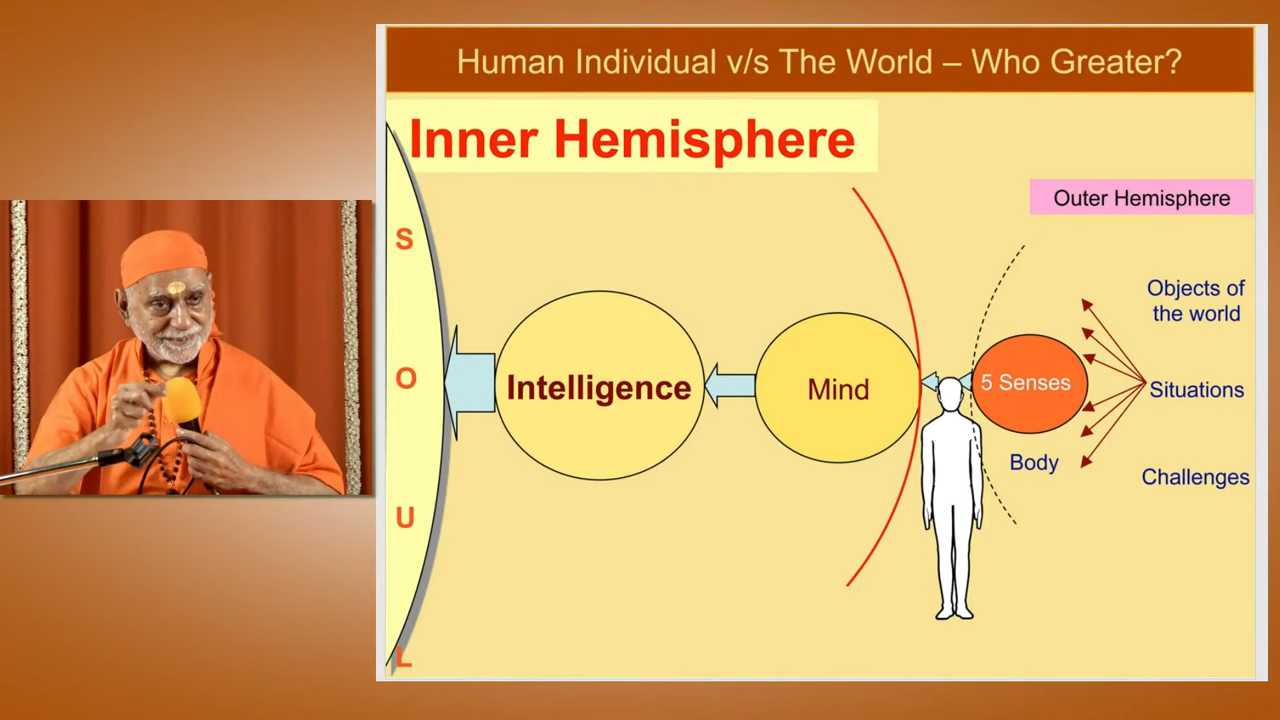 Human Individual v/s The World – Who Greater?
Inner Hemisphere
Outer Hemisphere
S
O
U
L
Intelligence
Mind
5 Senses
Body
Objects of
the world
Situations
Challenges